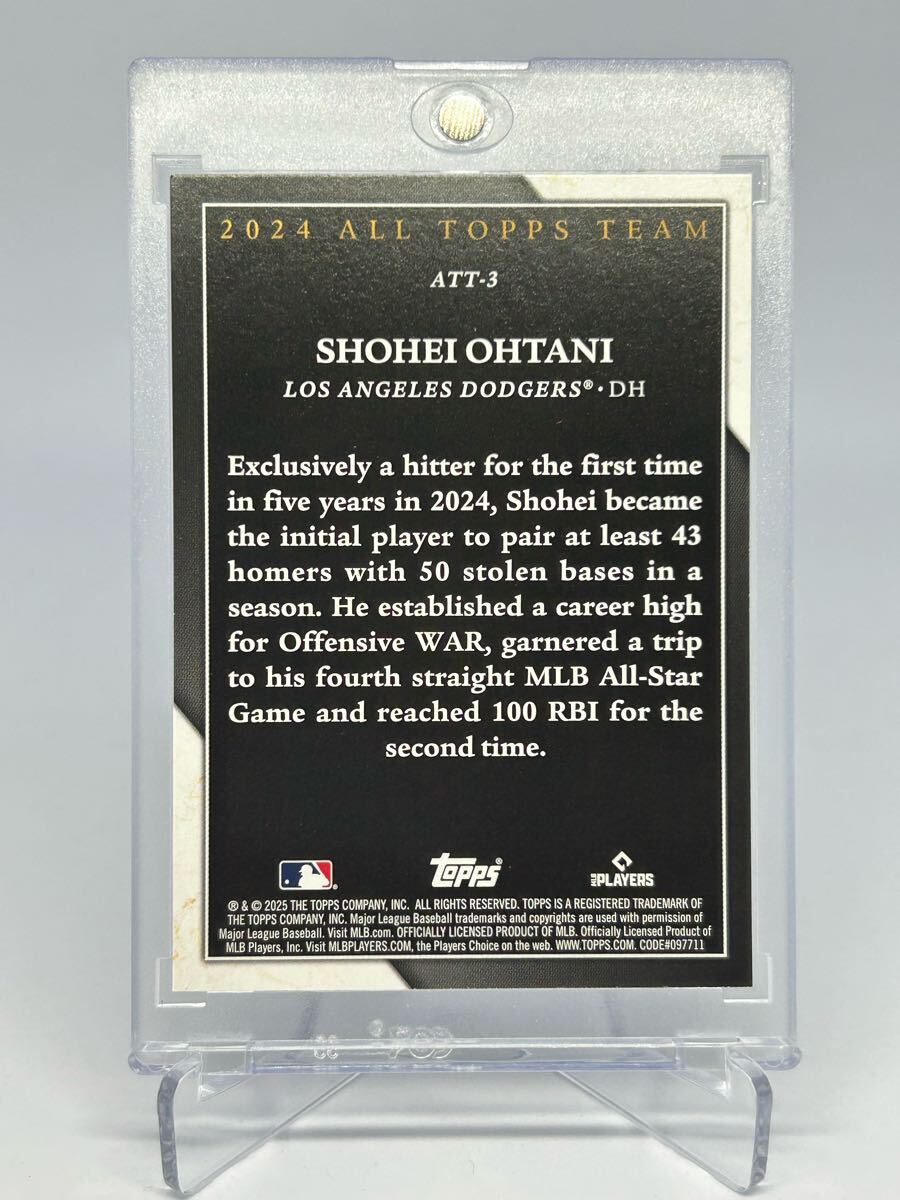 2024 ALL TOPPS TEAM
ATT-3
SHOHEI OHTANI
LOS ANGELES DODGERS® · DH
Exclusively a hitter for the first time
in five years in 2024, Shohei became
the initial player to pair at least 43
homers with 50 stolen bases in a
season. He established a career high
for Offensive WAR, garnered a trip
to his fourth straight MLB All-Star
Game and reached 100 RBI for the
second time.
topps®
MLB PLAYERS
® & © 2025 THE TOPPS COMPANY, INC. ALL RIGHTS RESERVED. TOPPS IS A REGISTERED TRADEMARK OF
THE TOPPS COMPANY, INC. Major League Baseball trademarks and copyrights are used with permission of
Major League Baseball. Visit MLB.com. OFFICIALLY LICENSED PRODUCT OF MLB. Officially Licensed Product of
MLB Players, Inc. Visit MLBPLAYERS.COM, the Players Choice on the web. WWW.TOPPS.COM. CODE#097711